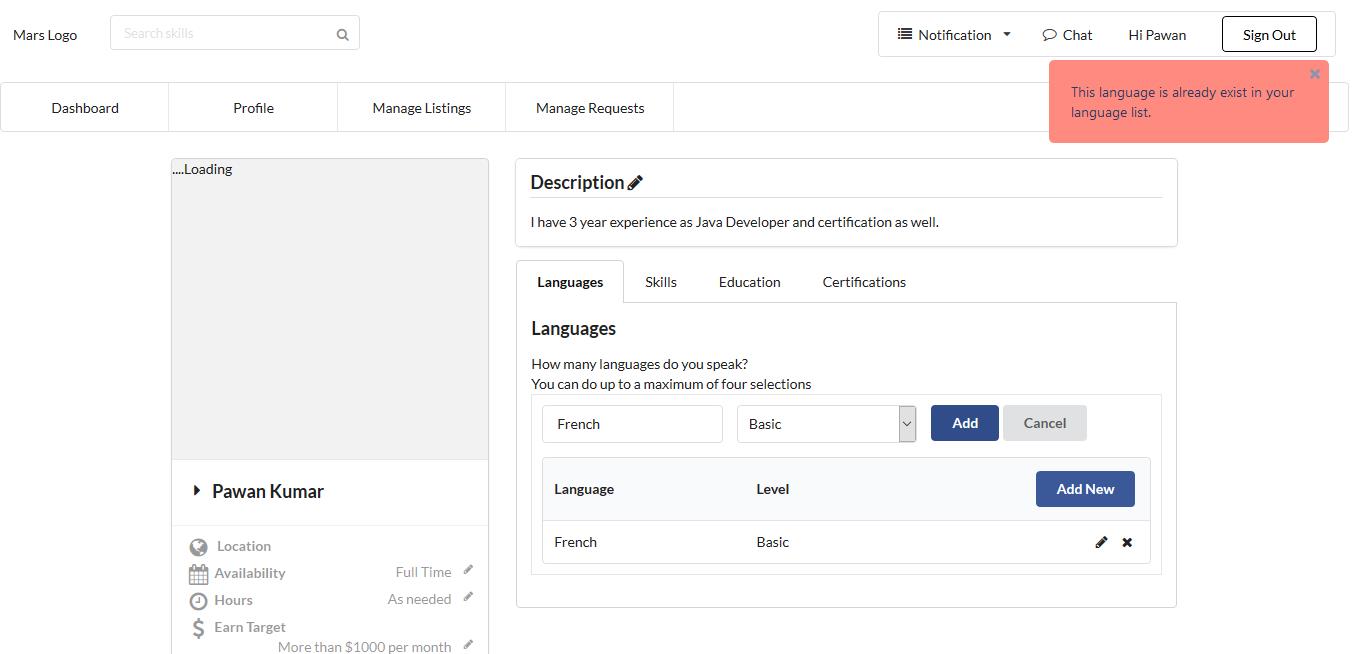 Mars Logo
Search skills
Notification
Chat
Hi Pawan
Sign Out
This language is already exist in your
language list.
Dashboard
Profile
Manage Listings
Manage Requests
....Loading
Description
I have 3 year experience as Java Developer and certification as well.
Languages
Skills
Education
Certifications
Languages
How many languages do you speak?
You can do up to a maximum of four selections
French
Basic
Add
Cancel
Language
Level
Add New
French
Basic
Pawan Kumar
Location
Availability
Full Time
Hours
As needed
Earn Target
More than $1000 per month